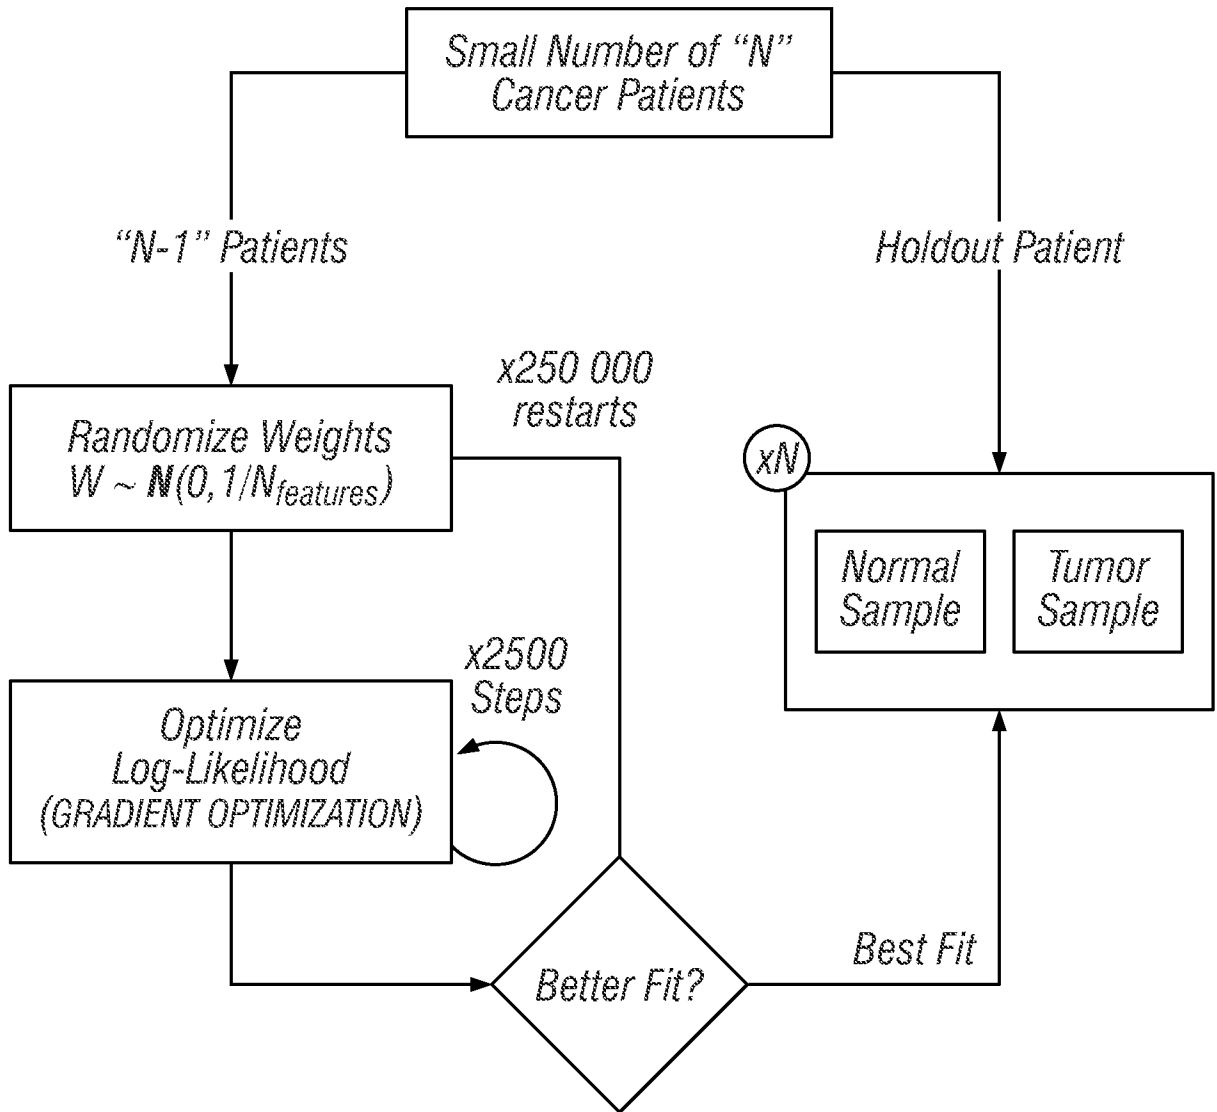 Small Number of “N”
Cancer Patients
“N-1” Patients
Holdout Patient
x250 000
restarts
Randomize Weights
W ~ N(0, 1/Nfeatures)
xN
Normal
Sample
Tumor
Sample
x2500
Steps
Optimize
Log-Likelihood
(GRADIENT OPTIMIZATION)
Best Fit
Better Fit?